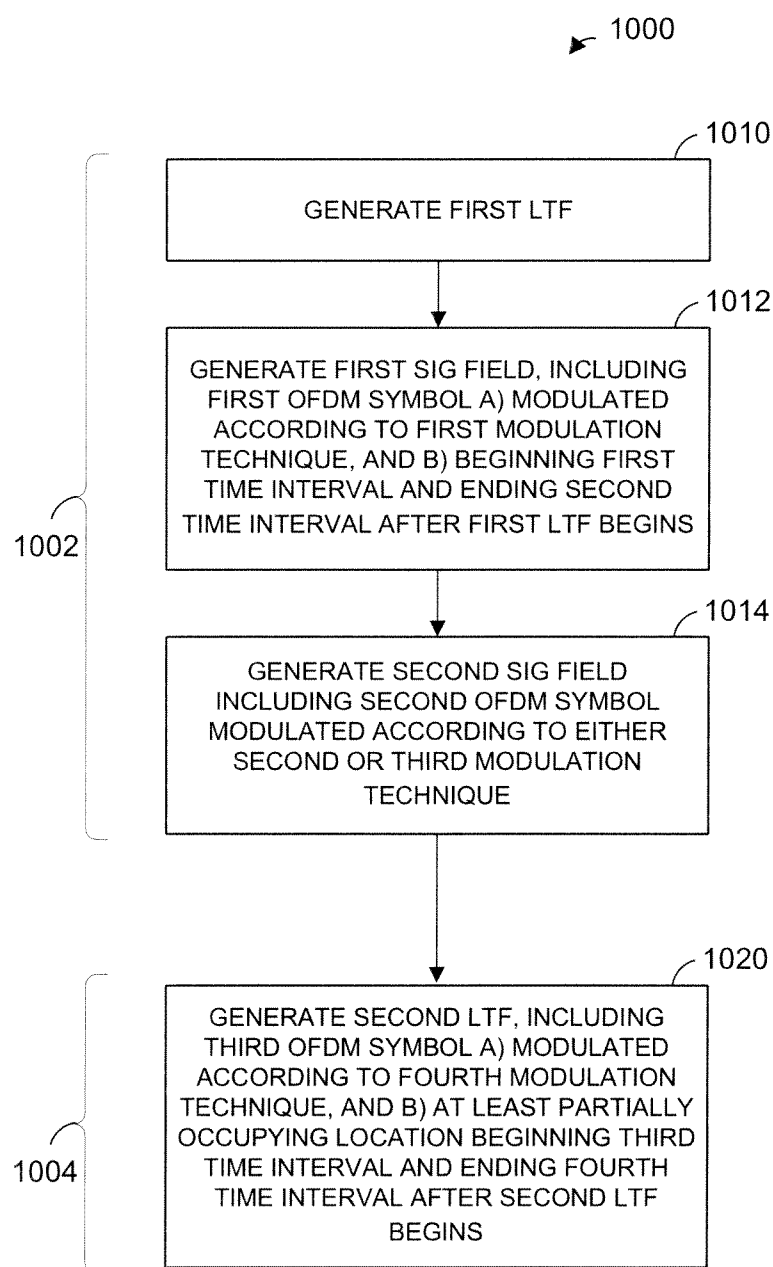 1000
1010
GENERATE FIRST LTF
1012
GENERATE FIRST SIG FIELD, INCLUDING
FIRST OFDM SYMBOL A) MODULATED
ACCORDING TO FIRST MODULATION
TECHNIQUE, AND B) BEGINNING FIRST
TIME INTERVAL AND ENDING SECOND
TIME INTERVAL AFTER FIRST LTF BEGINS
1002
1014
GENERATE SECOND SIG FIELD
INCLUDING SECOND OFDM SYMBOL
MODULATED ACCORDING TO EITHER
SECOND OR THIRD MODULATION
TECHNIQUE
1020
GENERATE SECOND LTF, INCLUDING
THIRD OFDM SYMBOL A) MODULATED
ACCORDING TO FOURTH MODULATION
TECHNIQUE, AND B) AT LEAST PARTIALLY
OCCUPYING LOCATION BEGINNING THIRD
TIME INTERVAL AND ENDING FOURTH
TIME INTERVAL AFTER SECOND LTF
BEGINS
1004